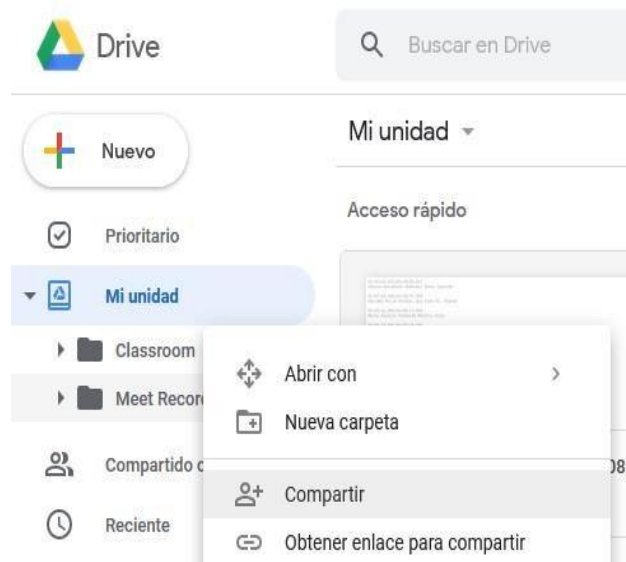 Drive
Buscar en Drive
Nuevo
Mi unidad
Acceso rápido
Prioritario
Mi unidad
Classroom
Meet Recor
Compartido
Reciente
Abrir con
Nueva carpeta
Compartir
Obtener enlace para compartir
08